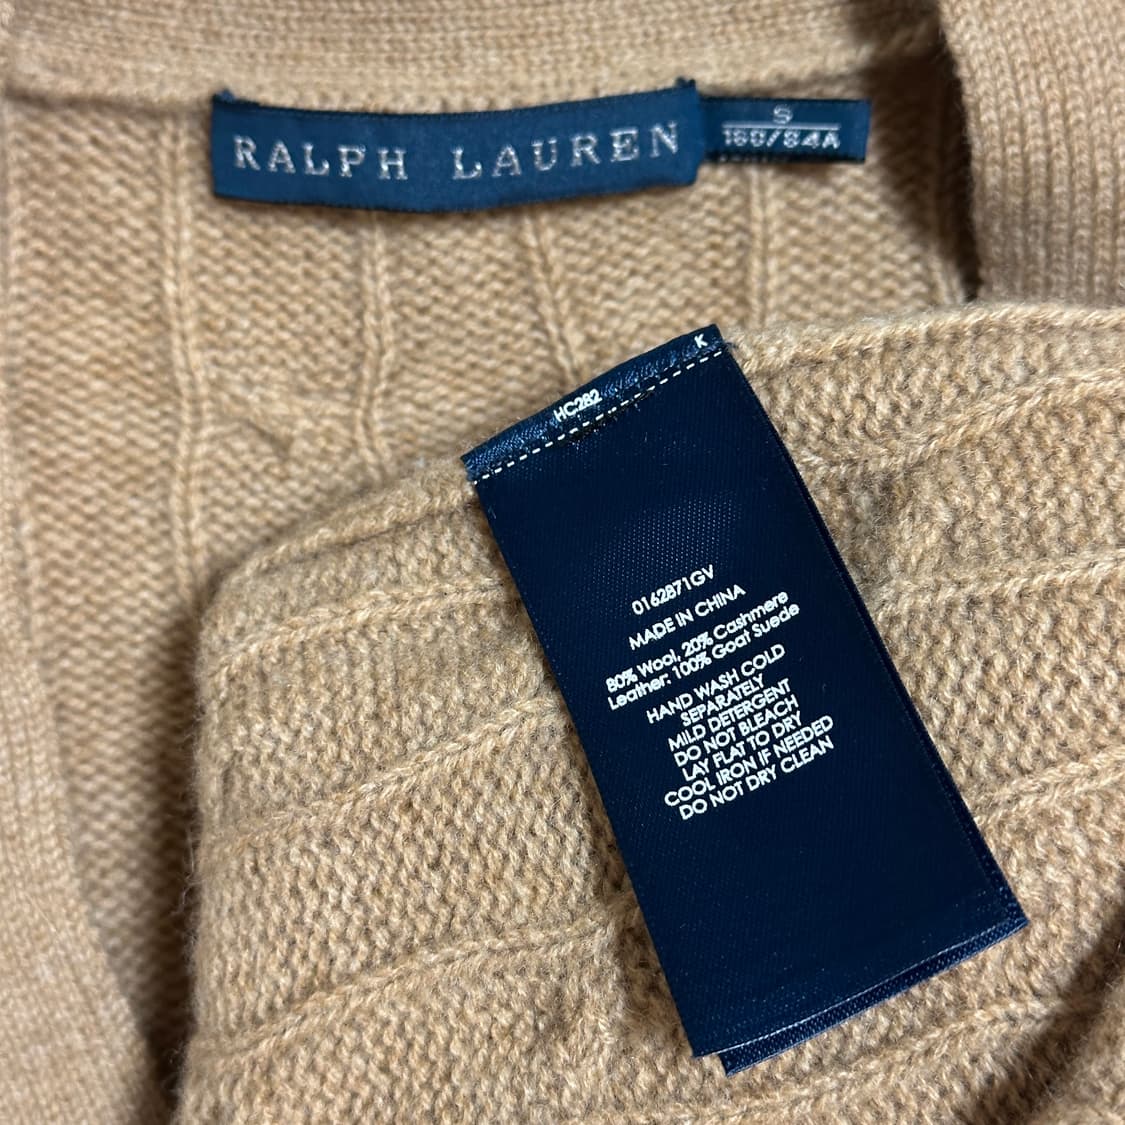 RALPH LAUREN
S
160/84A
K
HC282
0162871GV
MADE IN CHINA
80% Wool, 20% Cashmere
Leather: 100% Goat Suede
HAND WASH COLD
SEPARATELY
MILD DETERGENT
DO NOT BLEACH
LAY FLAT TO DRY
COOL IRON IF NEEDED
DO NOT DRY CLEAN